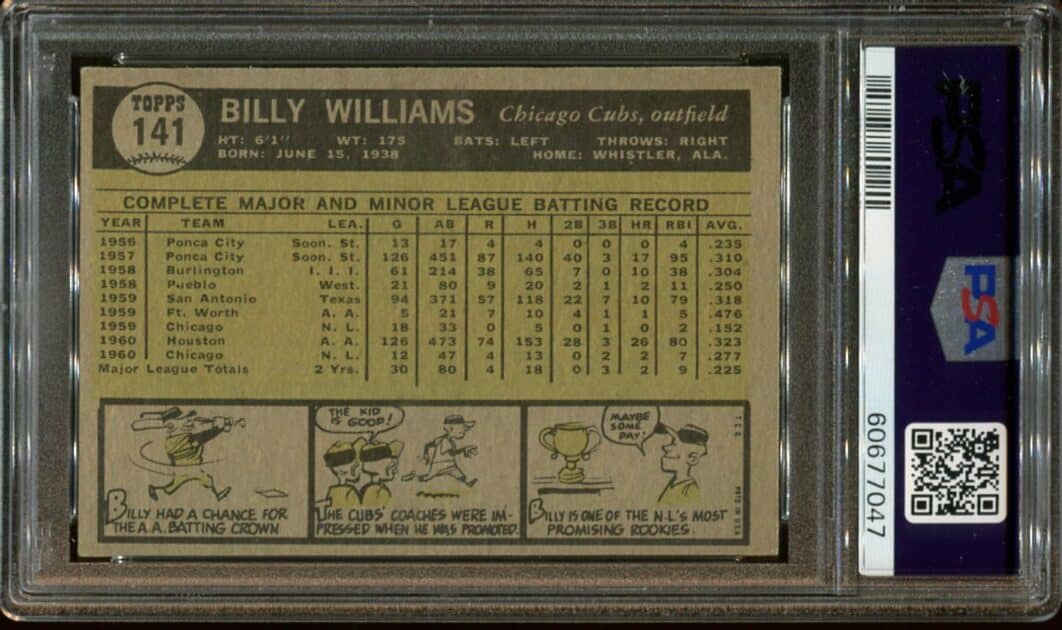 TOPPS
141
BILLY WILLIAMS Chicago Cubs, outfield
HT: 6'1" WT: 175 BATS: LEFT THROWS: RIGHT
BORN: JUNE 15, 1938 HOME: WHISTLER, ALA.
COMPLETE MAJOR AND MINOR LEAGUE BATTING RECORD
YEAR TEAM LEA. G AB R H 2B 3B HR RBI AVG.
1956 Ponca City Soon. St. 13 17 4 4 0 0 0 4 .235
1957 Ponca City Soon. St. 126 451 87 140 40 3 17 95 .310
1958 Burlington I. I. I. 61 214 38 65 7 0 10 38 .304
1958 Pueblo West. 21 80 9 20 2 1 2 11 .250
1959 San Antonio Texas 94 371 57 118 22 7 10 79 .318
1959 Ft. Worth A. A. 5 21 7 10 4 1 1 5 .476
1959 Chicago N. L. 18 33 0 5 0 1 0 2 .152
1960 Houston A. A. 126 473 74 153 28 3 26 80 .323
1960 Chicago N. L. 12 47 4 13 0 2 2 7 .277
Major League Totals 2 Yrs. 30 80 4 18 0 3 2 9 .225
BILLY HAD A CHANCE FOR
THE A.A. BATTING CROWN
THE KID
IS GOOD!
THE CUBS' COACHES WERE IM-
PRESSED WHEN HE WAS PROMOTED.
MAYBE
SOME
DAY!
BILLY IS ONE OF THE N.L'S MOST
PROMISING ROOKIES.
T.C.G.
PRTD. IN U.S.A.
PSA
PSA
60677047